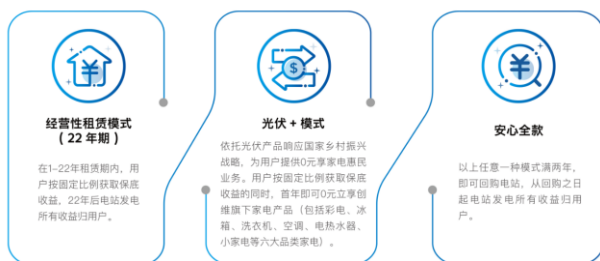 经营性租赁模式
( 22 年期 )
在1–22年租赁期内，用
户按固定比例获取保底
收益，22年后电站发电
所有收益归用户。
光伏 + 模式
依托光伏产品响应国家乡村振兴
战略，为用户提供0元享家电惠民
业务。用户按固定比例获取保底
收益的同时，首年即可0元立享创
维旗下家电产品（包括彩电、冰
箱、洗衣机、空调、电热水器、
小家电等六大品类家电）。
安心全款
以上任意一种模式满两年，
即可回购电站，从回购之日
起电站发电所有收益归用
户。